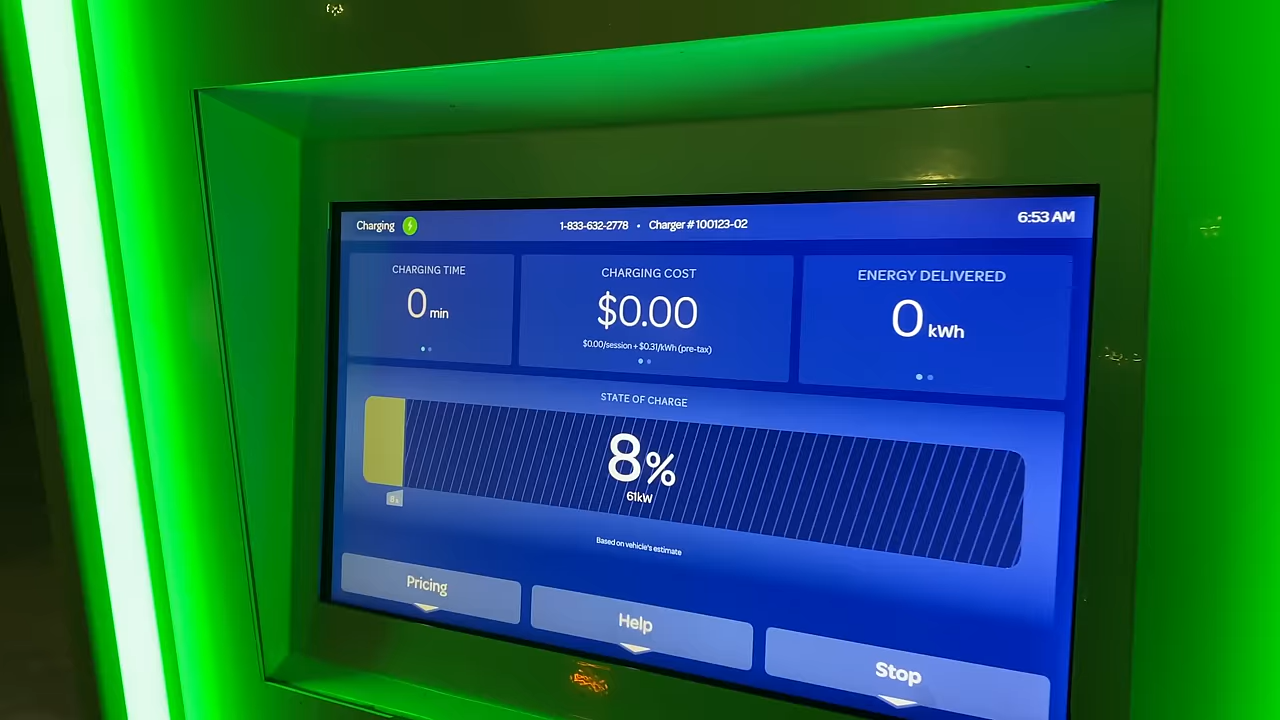 Charging
1-833-632-2778 • Charger # 100123-02
6:53 AM
CHARGING TIME
0 min
CHARGING COST
$0.00
$0.00/session + $0.31/kWh (pre-tax)
ENERGY DELIVERED
0 kWh
STATE OF CHARGE
8%
61kW
Based on vehicle's estimate
Pricing
Help
Stop